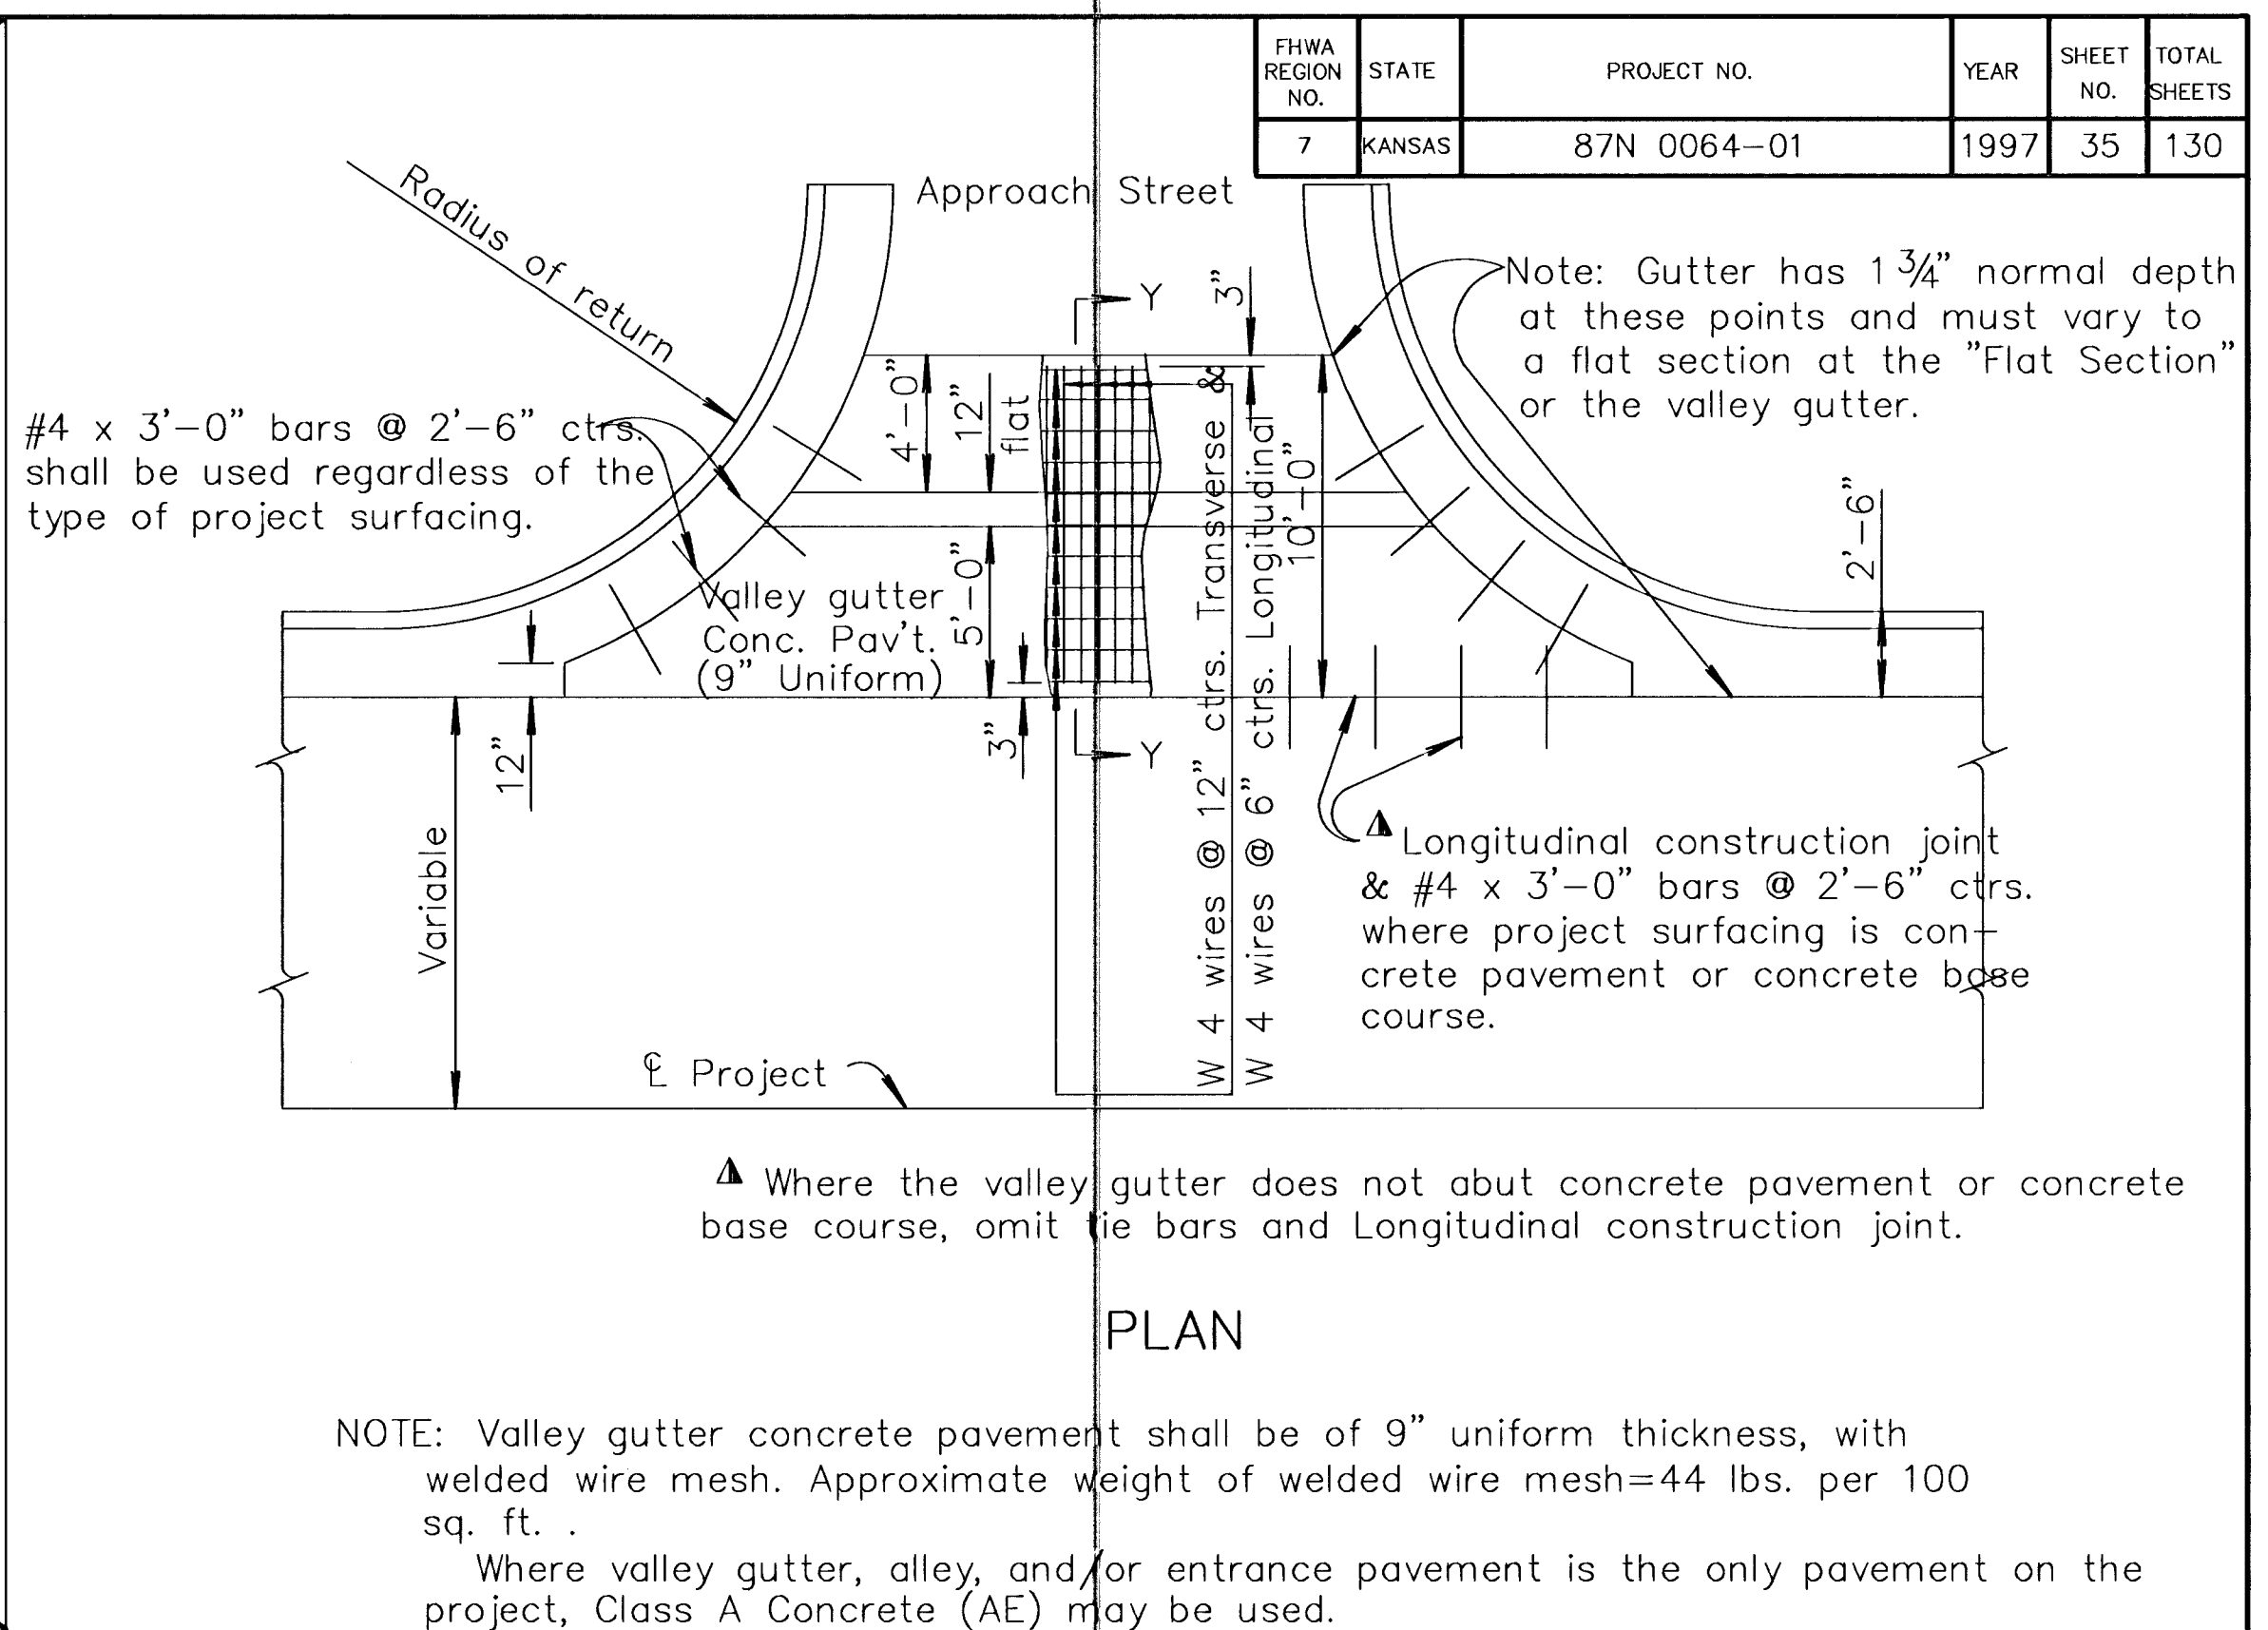 FHWA
REGION
NO.
STATE
PROJECT NO.
YEAR
SHEET
NO.
TOTAL
SHEETS
7
KANSAS
87N 0064-01
1997
35
130
Approach Street
Radius of return
Note: Gutter has 1 3/4" normal depth
at these points and must vary to
a flat section at the "Flat Section"
or the valley gutter.
Y
3"
4'-0"
12"
flat
#4 x 3'-0" bars @ 2'-6" ctrs.
shall be used regardless of the
type of project surfacing.
10'-0"
2'-6"
5'-0"
Valley gutter
Conc. Pav't.
(9" Uniform)
W 4 wires @ 12" ctrs. Transverse &
W 4 wires @ 6" ctrs. Longitudinal
12"
3"
Y
Variable
Longitudinal construction joint
& #4 x 3'-0" bars @ 2'-6" ctrs.
where project surfacing is con-
crete pavement or concrete base
course.
℄ Project
Where the valley gutter does not abut concrete pavement or concrete
base course, omit tie bars and Longitudinal construction joint.
PLAN
NOTE: Valley gutter concrete pavement shall be of 9" uniform thickness, with
welded wire mesh. Approximate weight of welded wire mesh=44 lbs. per 100
sq. ft. .
Where valley gutter, alley, and/or entrance pavement is the only pavement on the
project, Class A Concrete (AE) may be used.